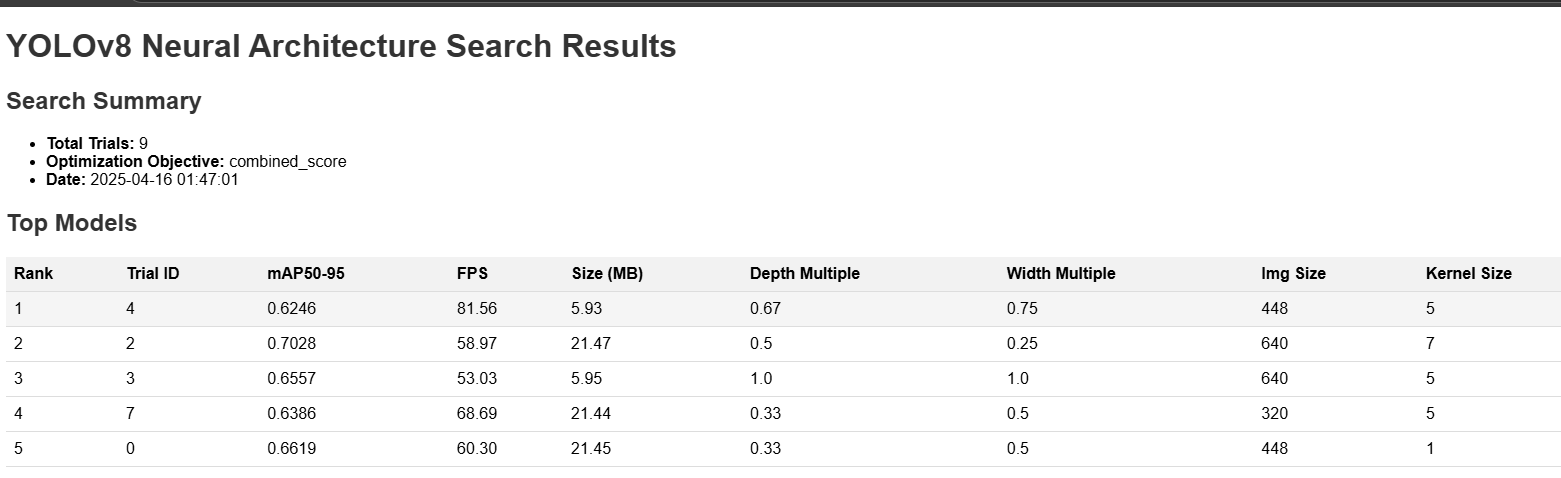 YOLOv8 Neural Architecture Search Results
Search Summary
• Total Trials: 9
• Optimization Objective: combined_score
• Date: 2025-04-16 01:47:01
Top Models
Rank Trial ID mAP50-95 FPS Size (MB) Depth Multiple Width Multiple Img Size Kernel Size
1 4 0.6246 81.56 5.93 0.67 0.75 448 5
2 2 0.7028 58.97 21.47 0.5 0.25 640 7
3 3 0.6557 53.03 5.95 1.0 1.0 640 5
4 7 0.6386 68.69 21.44 0.33 0.5 320 5
5 0 0.6619 60.30 21.45 0.33 0.5 448 1